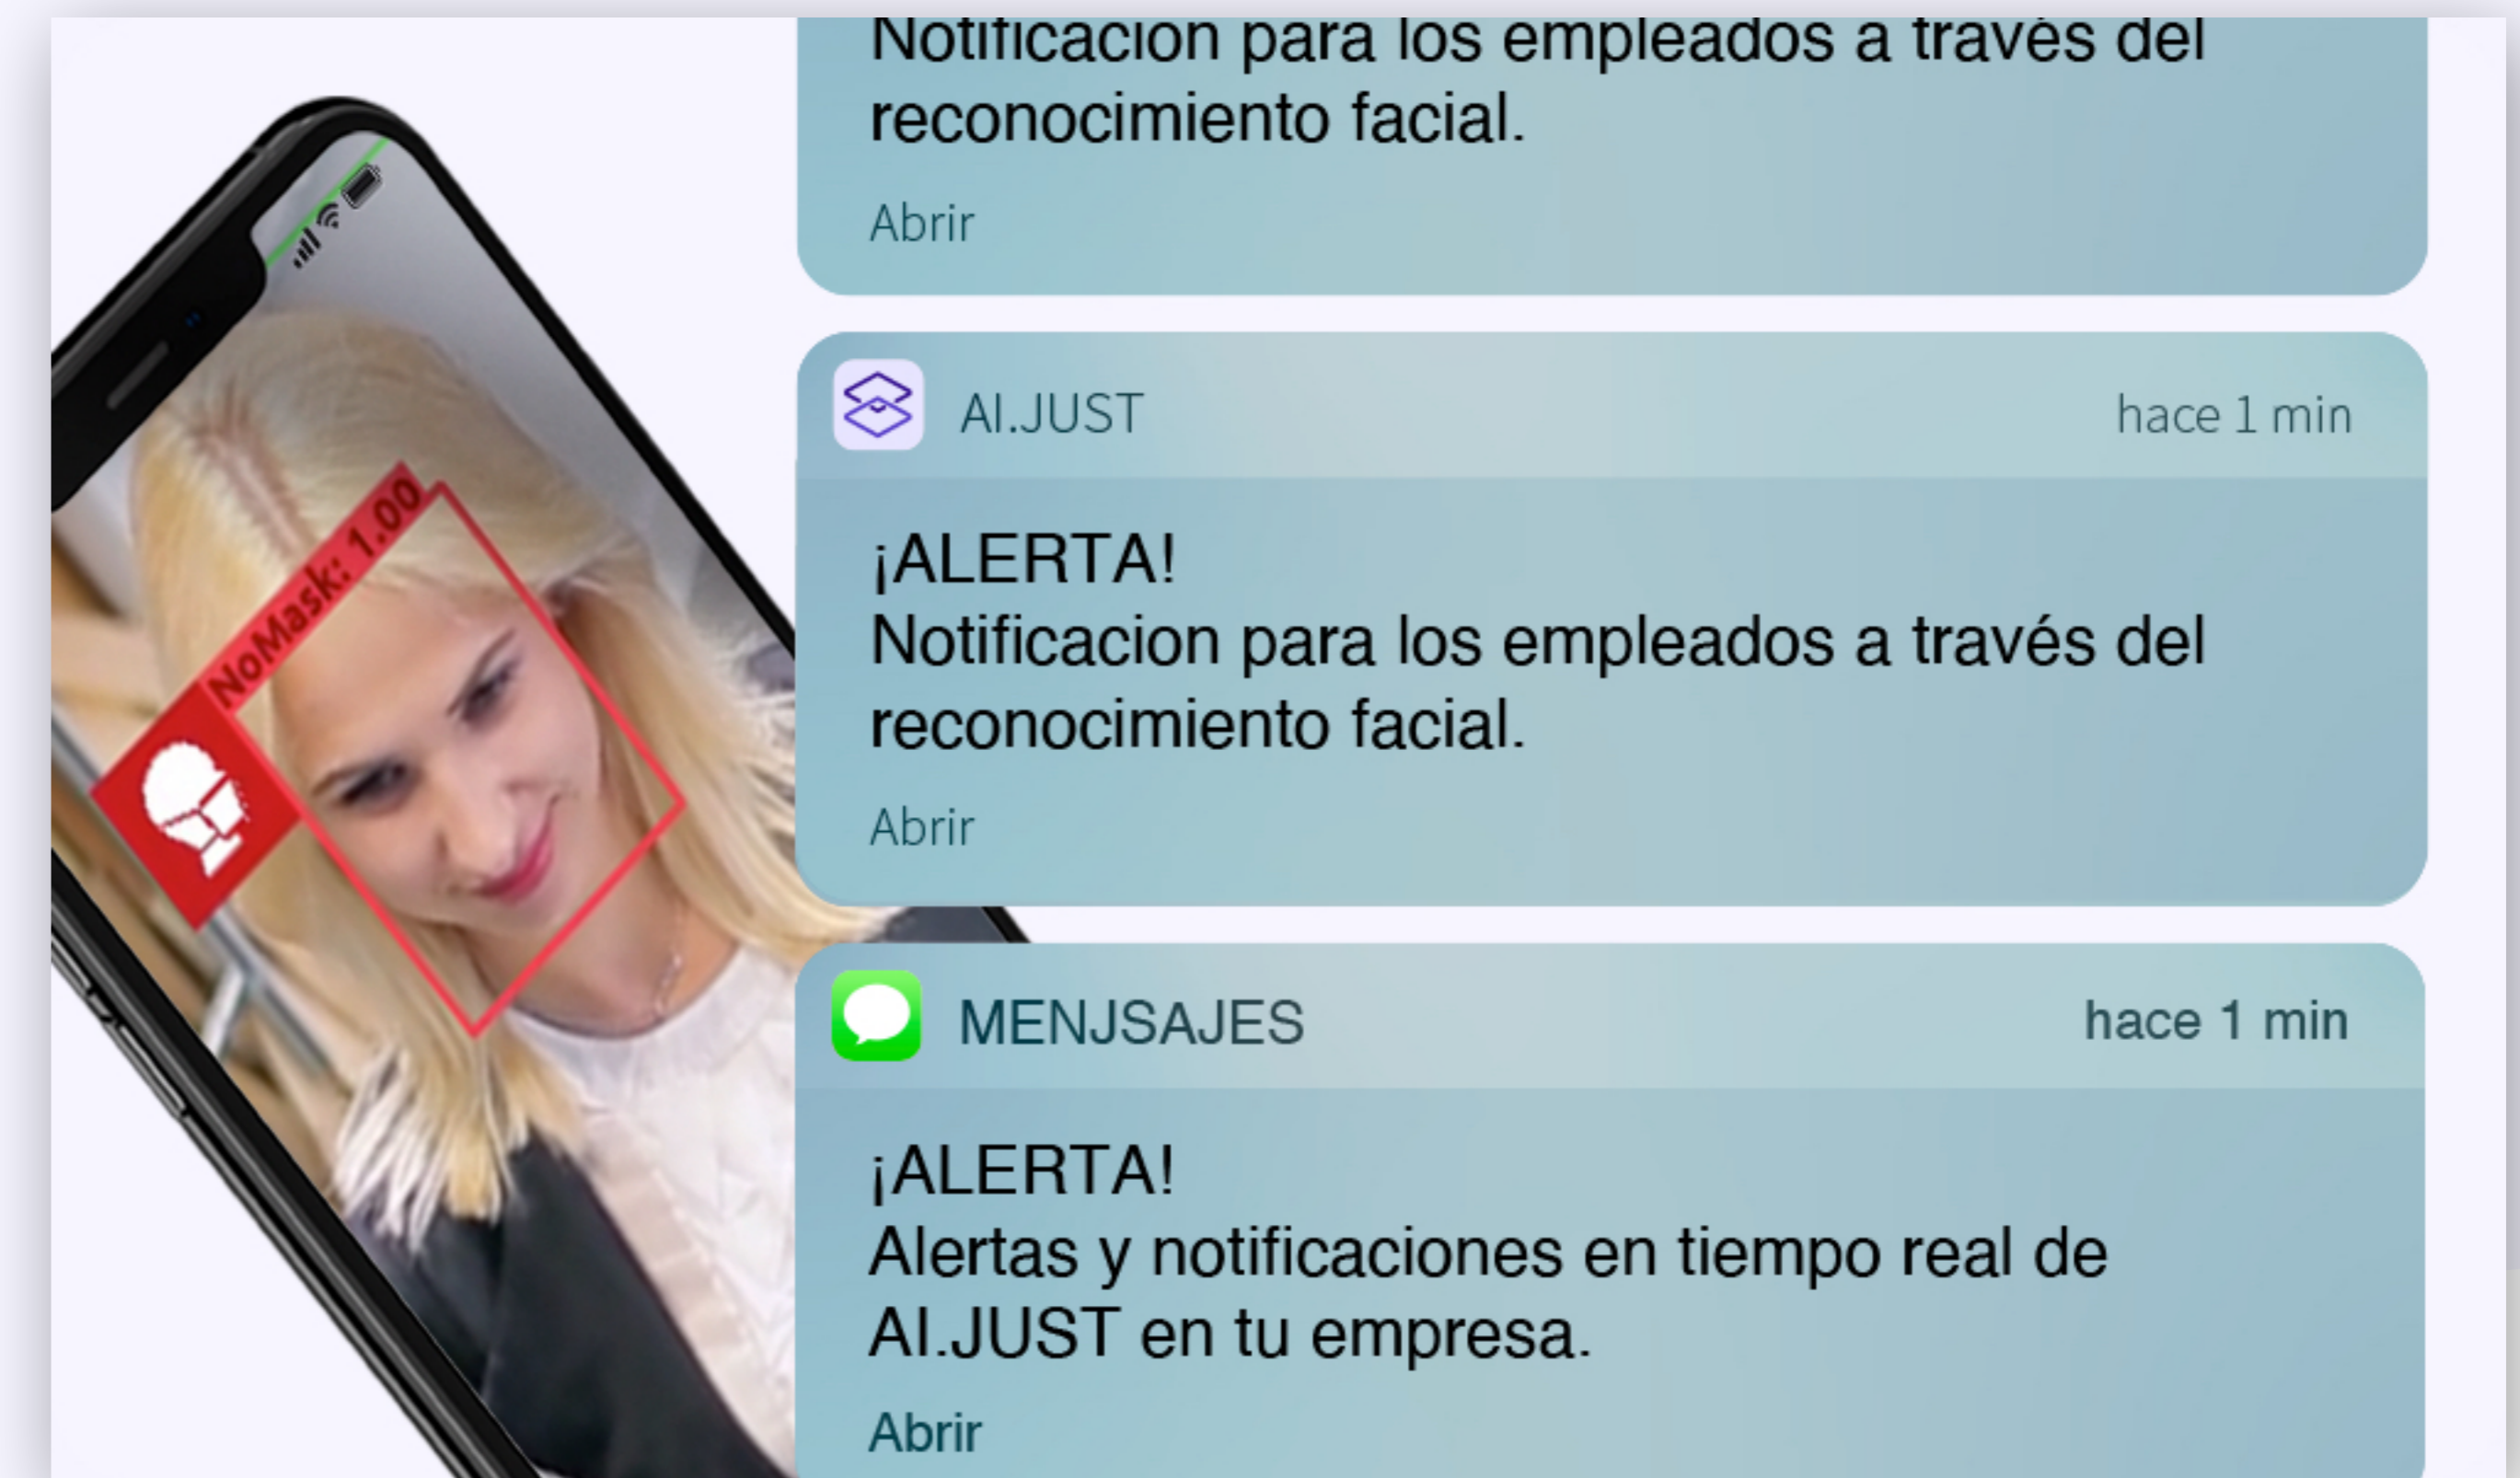 Notificacion para los empleados a través del
reconocimiento facial.
Abrir
NoMask: 1.00
AI.JUST
hace 1 min
¡ALERTA!
Notificacion para los empleados a través del
reconocimiento facial.
Abrir
MENJSAJES
hace 1 min
¡ALERTA!
Alertas y notificaciones en tiempo real de
AI.JUST en tu empresa.
Abrir